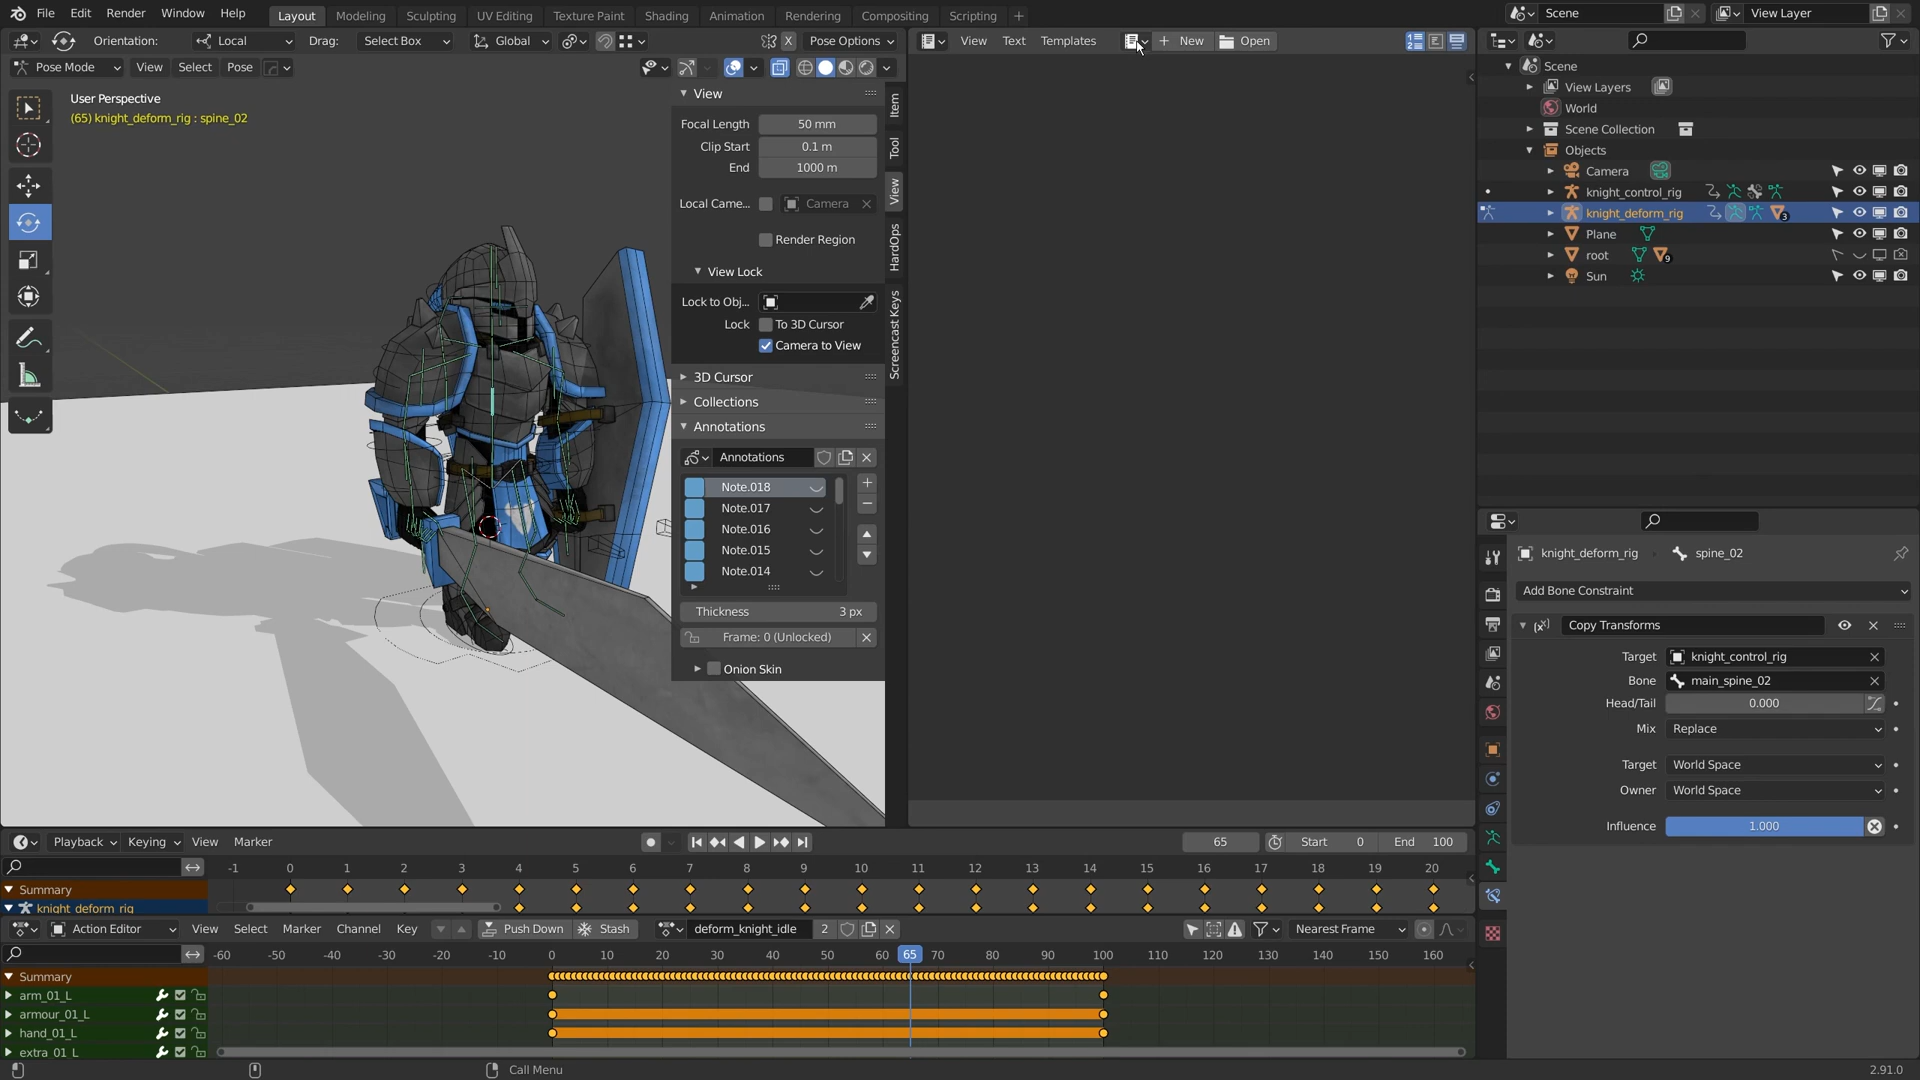 File Edit Render Window Help Layout Modeling Sculpting UV Editing Texture Paint Shading Animation Rendering Compositing Scripting + Scene View Layer
Orientation: Local Drag: Select Box Global X Pose Options View Text Templates + New Open
Pose Mode View Select Pose
User Perspective
(65) knight_deform_rig : spine_02
View
Focal Length 50 mm
Clip Start 0.1 m
End 1000 m
Local Came... Camera
Render Region
View Lock
Lock to Obj...
Lock To 3D Cursor
Camera to View
3D Cursor
Collections
Annotations
Annotations
Note.018
Note.017
Note.016
Note.015
Note.014
Thickness 3 px
Frame: 0 (Unlocked)
Onion Skin
Item
Tool
View
HardOps
Screencast Keys
Scene
View Layers
World
Scene Collection
Objects
Camera
knight_control_rig
knight_deform_rig 3
Plane
root 9
Sun
knight_deform_rig spine_02
Add Bone Constraint
Copy Transforms
Target knight_control_rig
Bone main_spine_02
Head/Tail 0.000
Mix Replace
Target World Space
Owner World Space
Influence 1.000
Playback Keying View Marker 65 Start 0 End 100
-1 0 1 2 3 4 5 6 7 8 9 10 11 12 13 14 15 16 17 18 19 20
Summary
knight_deform_rig
Action Editor View Select Marker Channel Key Push Down Stash deform_knight_idle 2 Nearest Frame
-60 -50 -40 -30 -20 -10 0 10 20 30 40 50 60 65 70 80 90 100 110 120 130 140 150 160
Summary
arm_01_L
armour_01_L
hand_01_L
extra_01_L
Call Menu 2.91.0